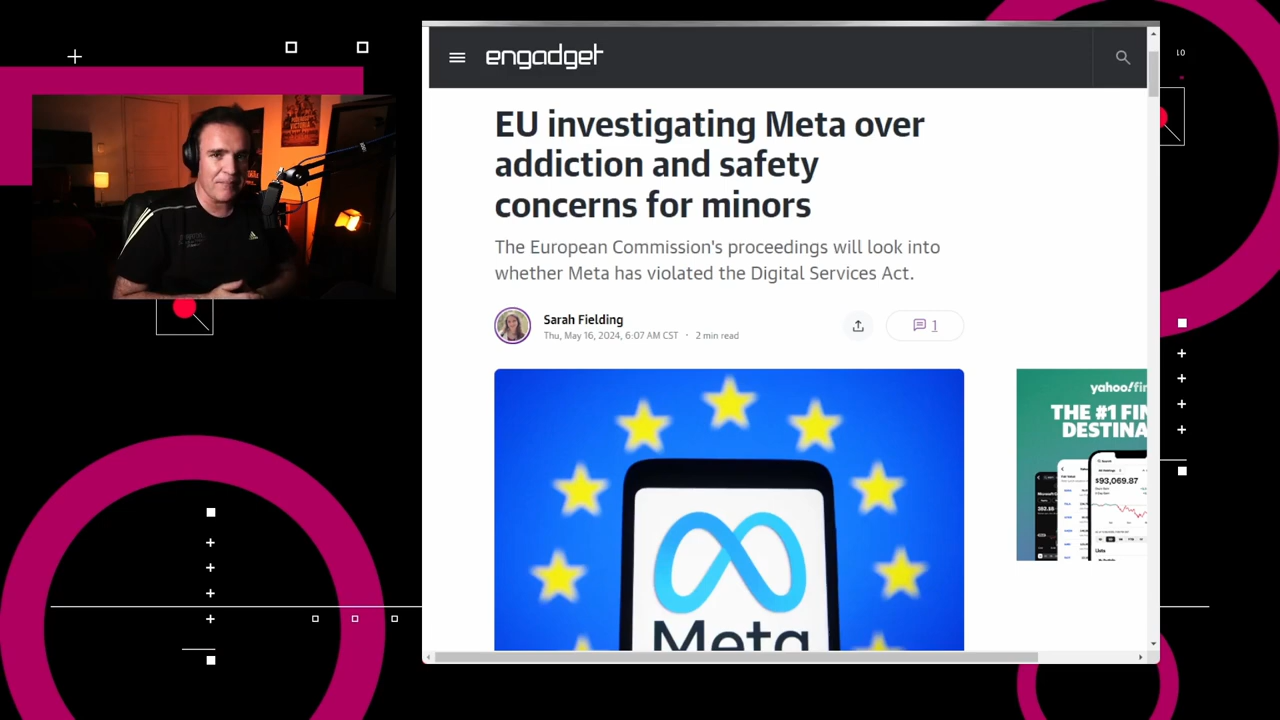 engadget
EU investigating Meta over
addiction and safety
concerns for minors
The European Commission's proceedings will look into
whether Meta has violated the Digital Services Act.
Sarah Fielding
Thu, May 16, 2024, 6:07 AM CST · 2 min read
1
Meta
yahoo!fin
THE #1 FIN
DESTINA
$93,069.87